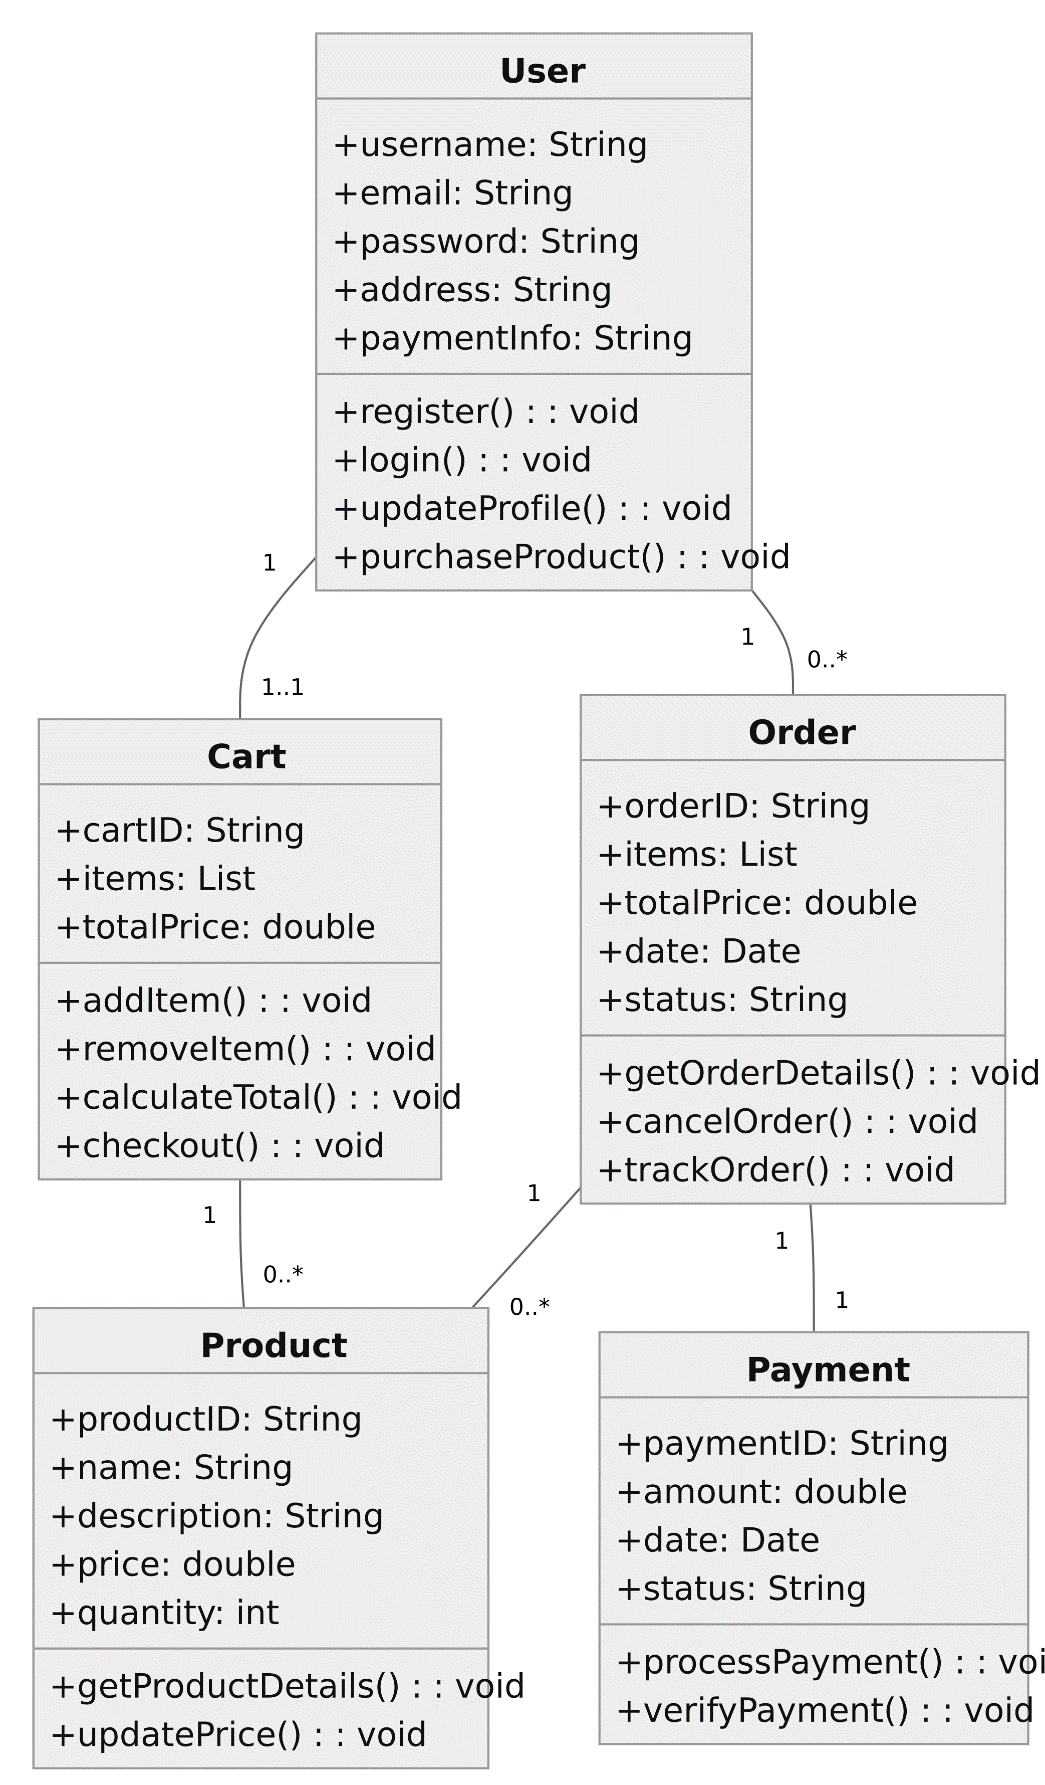 User
+username: String
+email: String
+password: String
+address: String
+paymentInfo: String
+register() : : void
+login() : : void
+updateProfile() : : void
+purchaseProduct() : : void
1
1..1
1
0..*
Cart
+cartID: String
+items: List
+totalPrice: double
+addItem() : : void
+removeItem() : : void
+calculateTotal() : : void
+checkout() : : void
Order
+orderID: String
+items: List
+totalPrice: double
+date: Date
+status: String
+getOrderDetails() : : void
+cancelOrder() : : void
+trackOrder() : : void
1
0..*
1
0..*
1
1
Product
+productID: String
+name: String
+description: String
+price: double
+quantity: int
+getProductDetails() : : void
+updatePrice() : : void
Payment
+paymentID: String
+amount: double
+date: Date
+status: String
+processPayment() : : voi
+verifyPayment() : : void